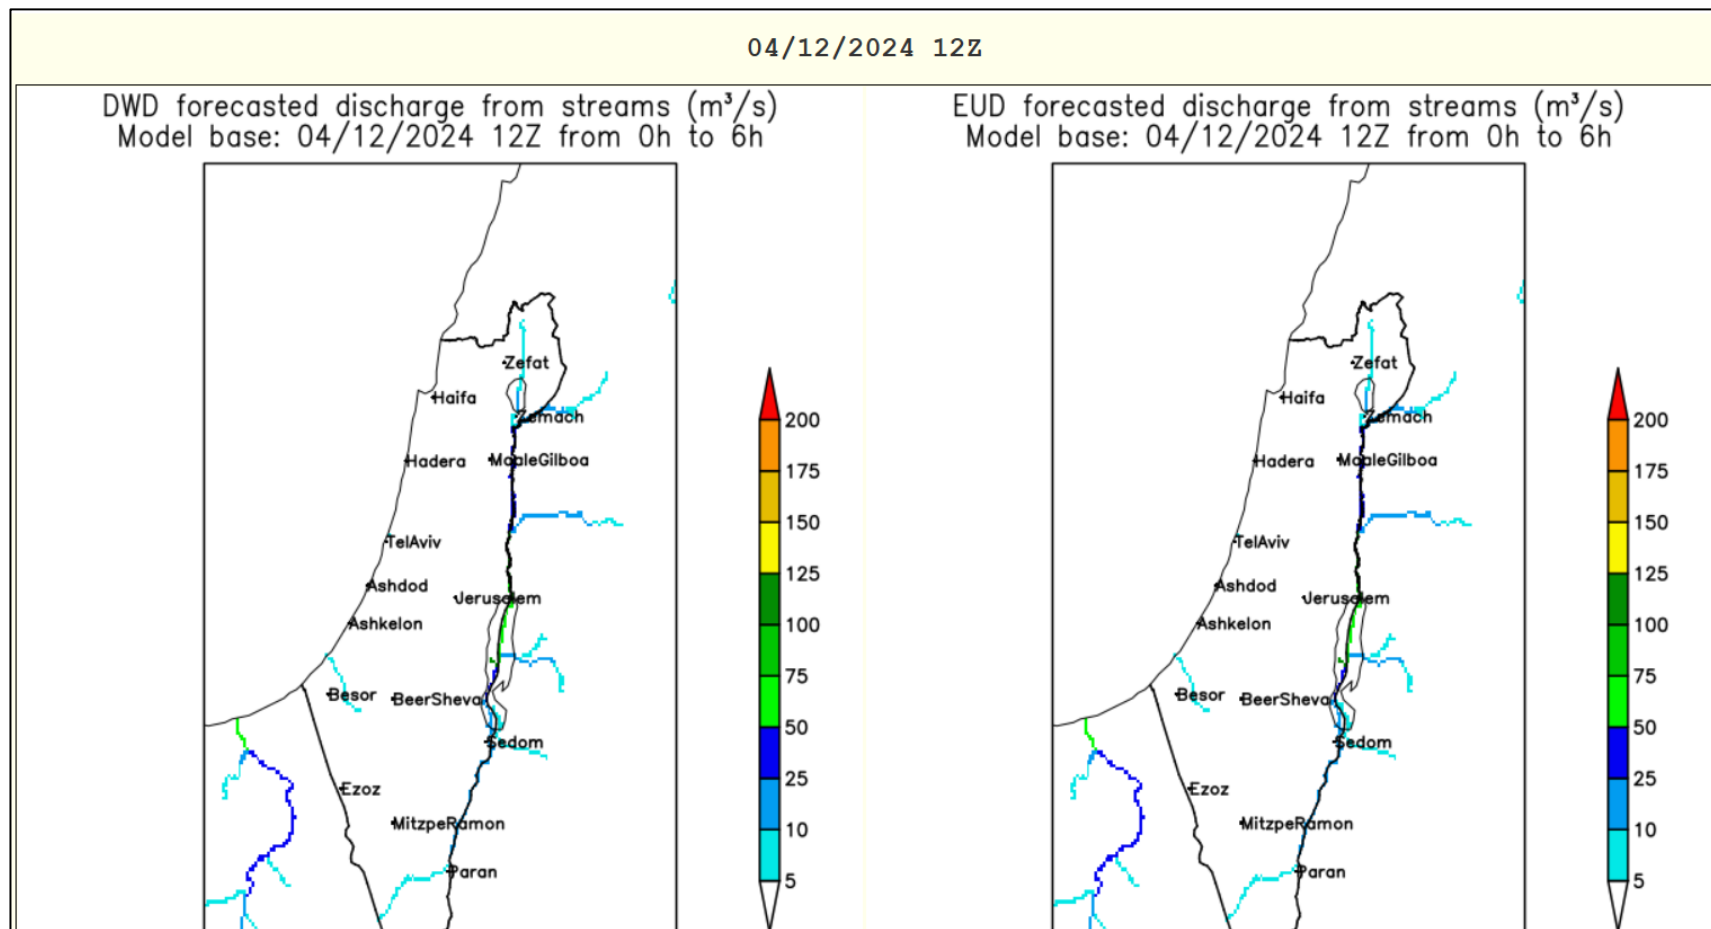 04/12/2024 12Z
DWD forecasted discharge from streams (m³/s)
Model base: 04/12/2024 12Z from 0h to 6h
Zefat
Haifa
Zemach
Hadera
MaaleGilboa
TelAviv
Ashdod
Jerusalem
Ashkelon
Besor
BeerSheva
Sedom
Ezoz
MitzpeRamon
Paran
200
175
150
125
100
75
50
25
10
5
EUD forecasted discharge from streams (m³/s)
Model base: 04/12/2024 12Z from 0h to 6h
Zefat
Haifa
Zemach
Hadera
MaaleGilboa
TelAviv
Ashdod
Jerusalem
Ashkelon
Besor
BeerSheva
Sedom
Ezoz
MitzpeRamon
Paran
200
175
150
125
100
75
50
25
10
5